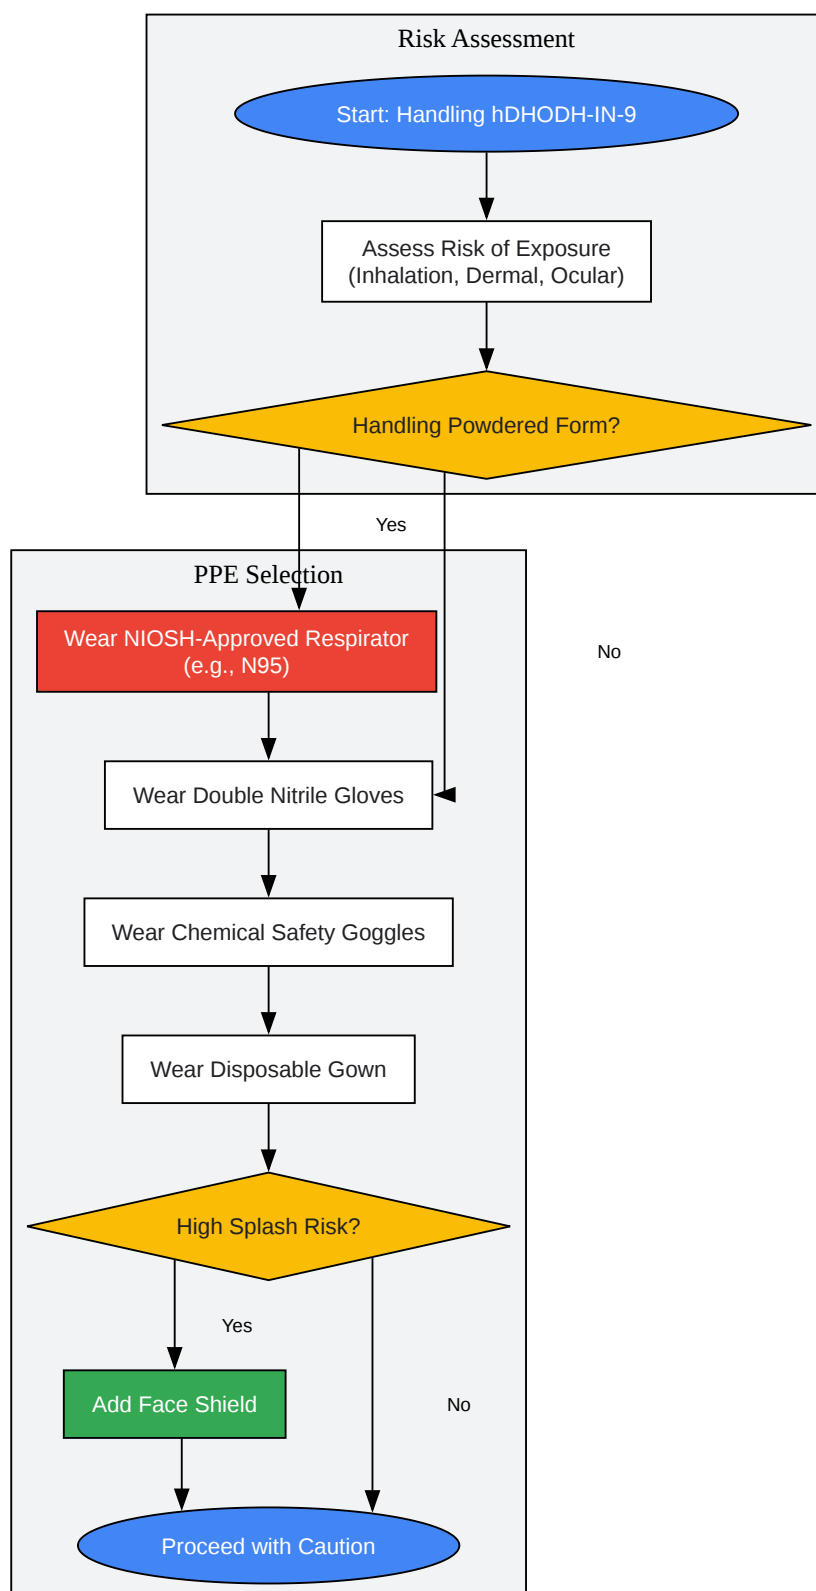 Risk Assessment
Start: Handling hDHODH-IN-9
Assess Risk of Exposure
(Inhalation, Dermal, Ocular)
Handling Powdered Form?
Yes
PPE Selection
Wear NIOSH-Approved Respirator
(e.g., N95)
No
Wear Double Nitrile Gloves
Wear Chemical Safety Goggles
Wear Disposable Gown
High Splash Risk?
Yes
Add Face Shield
No
Proceed with Caution